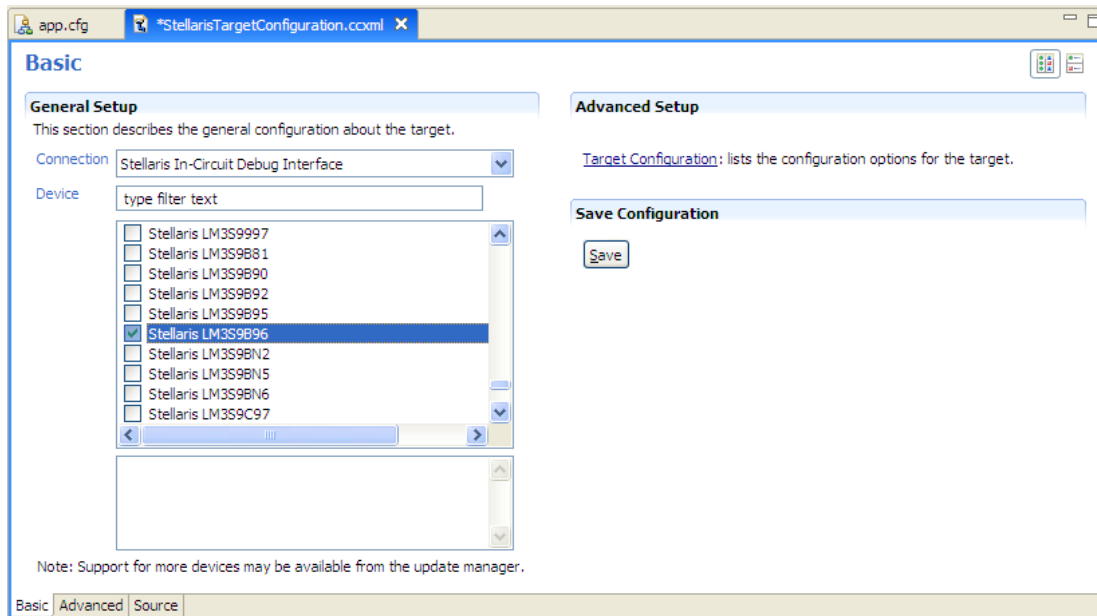 app.cfg
*StellarisTargetConfiguration.ccxml
Basic
General Setup
This section describes the general configuration about the target.
Connection
Stellaris In-Circuit Debug Interface
Device
type filter text
Stellaris LM3S9997
Stellaris LM3S9B81
Stellaris LM3S9B90
Stellaris LM3S9B92
Stellaris LM3S9B95
Stellaris LM3S9B96
Stellaris LM3S9BN2
Stellaris LM3S9BN5
Stellaris LM3S9BN6
Stellaris LM3S9C97
Note: Support for more devices may be available from the update manager.
Advanced Setup
Target Configuration: lists the configuration options for the target.
Save Configuration
Save
Basic
Advanced
Source